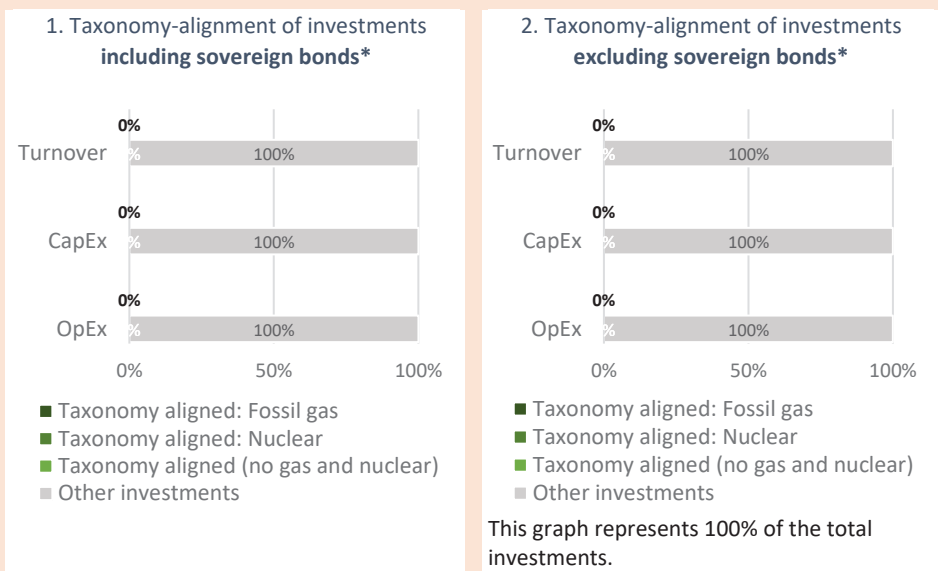 1. Taxonomy-alignment of investments
including sovereign bonds*
0%
Turnover
%
100%
0%
CapEx
%
100%
0%
OpEx
%
100%
0%
50%
100%
Taxonomy aligned: Fossil gas
Taxonomy aligned: Nuclear
Taxonomy aligned (no gas and nuclear)
Other investments
2. Taxonomy-alignment of investments
excluding sovereign bonds*
0%
Turnover
%
100%
0%
CapEx
%
100%
0%
OpEx
%
100%
0%
50%
100%
Taxonomy aligned: Fossil gas
Taxonomy aligned: Nuclear
Taxonomy aligned (no gas and nuclear)
Other investments
This graph represents 100% of the total
investments.